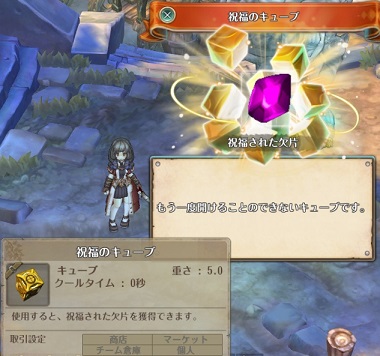 祝福のキューブ
祝福された欠片
もう一度開けることのできないキューブです。
祝福のキューブ
キューブ 重さ : 5.0
クールタイム : 0秒
使用すると、祝福された欠片を獲得できます。
取引設定 商店 マーケット
チーム倉庫 個人